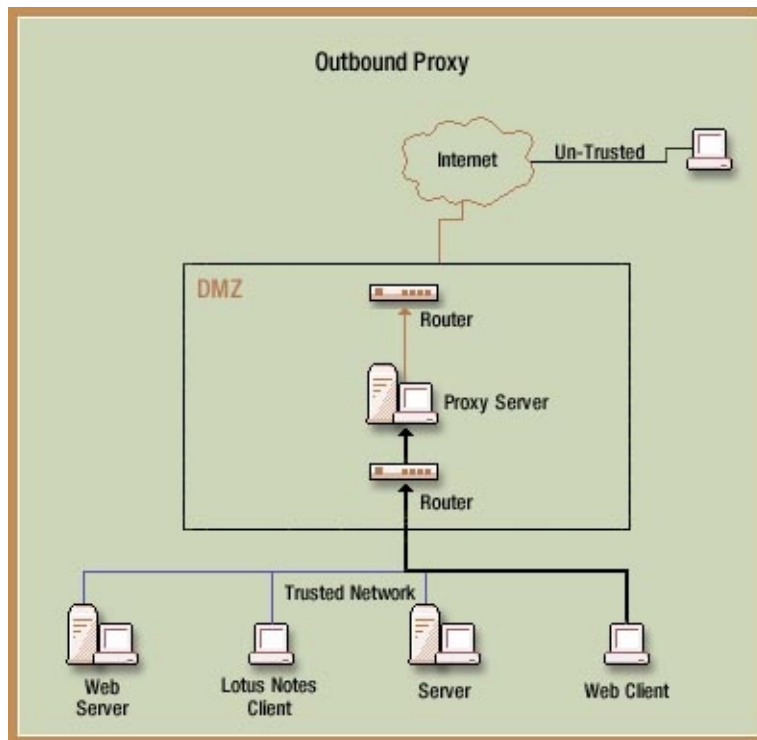 Outbound Proxy
Internet
Un-Trusted
DMZ
Router
Proxy Server
Router
Trusted Network
Web
Server
Lotus Notes
Client
Server
Web Client